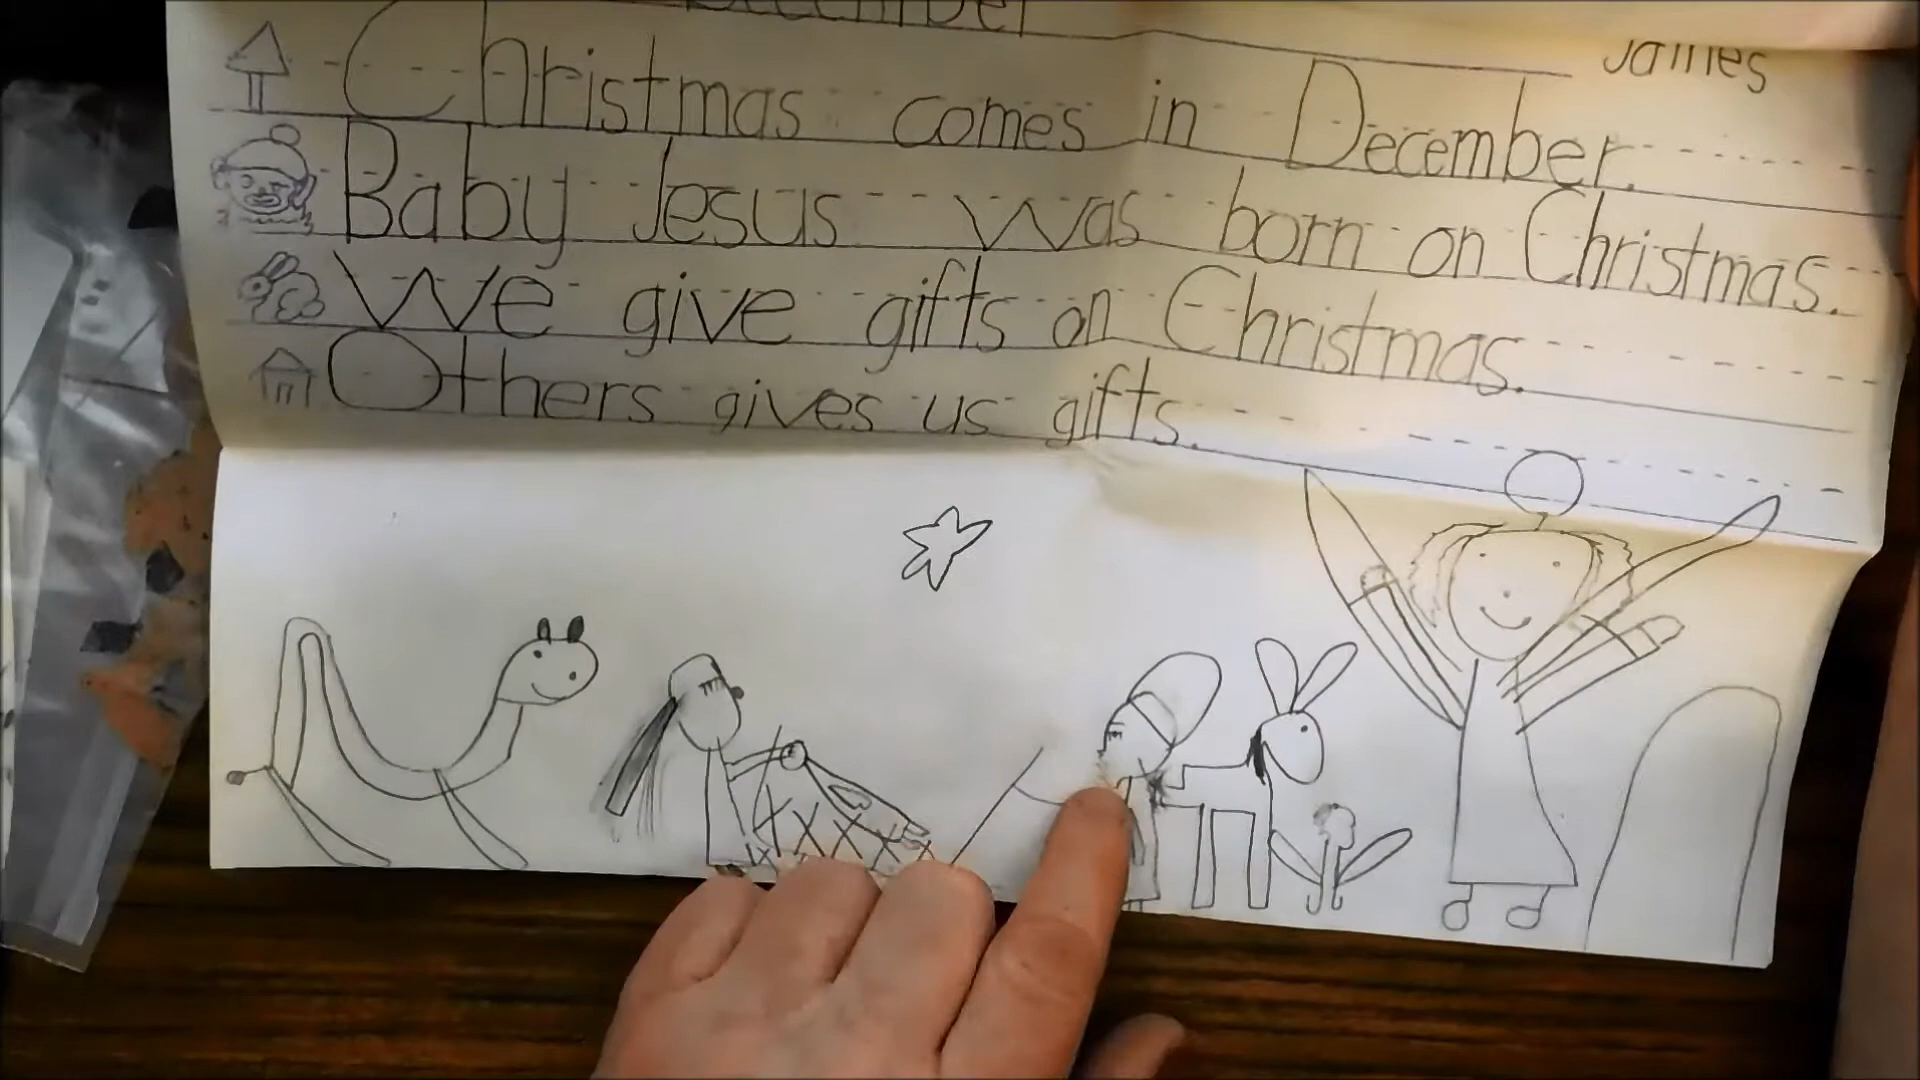 December
James
Christmas comes in December.
Baby Jesus was born on Christmas.
We give gifts on Christmas.
Others gives us gifts.